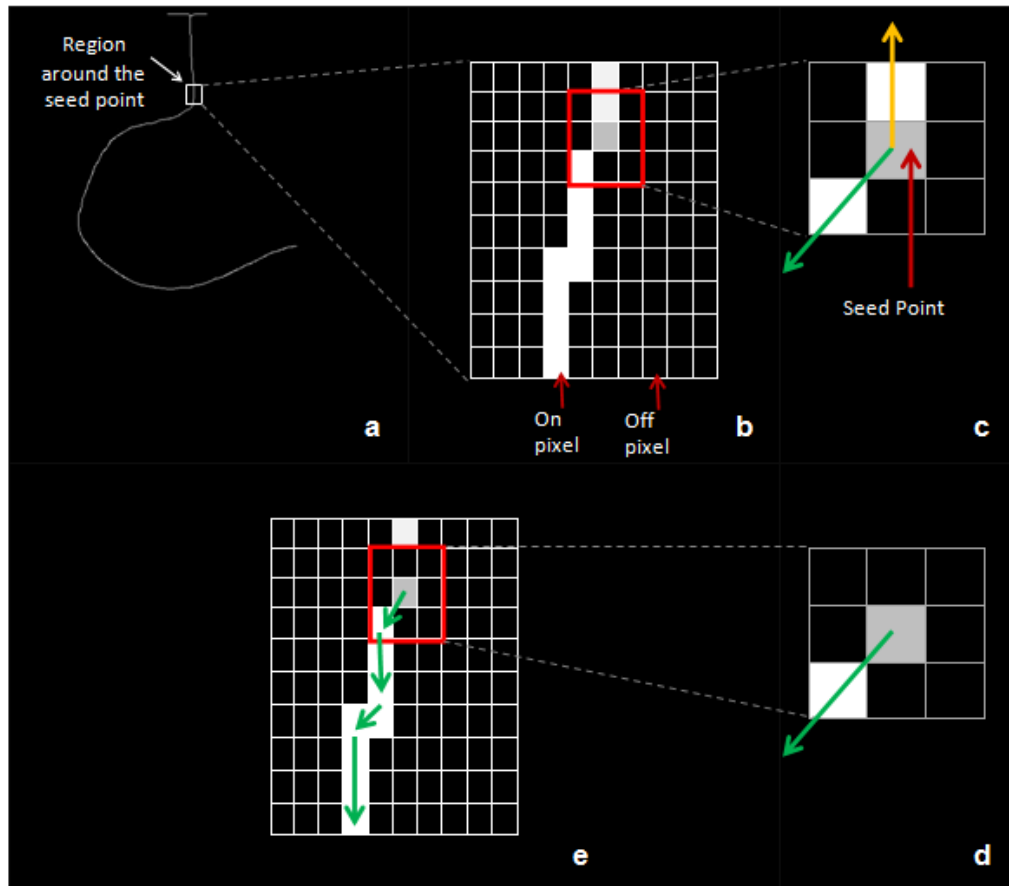 Region
around the
seed point
a
On
pixel
Off
pixel
b
Seed Point
c
e
d